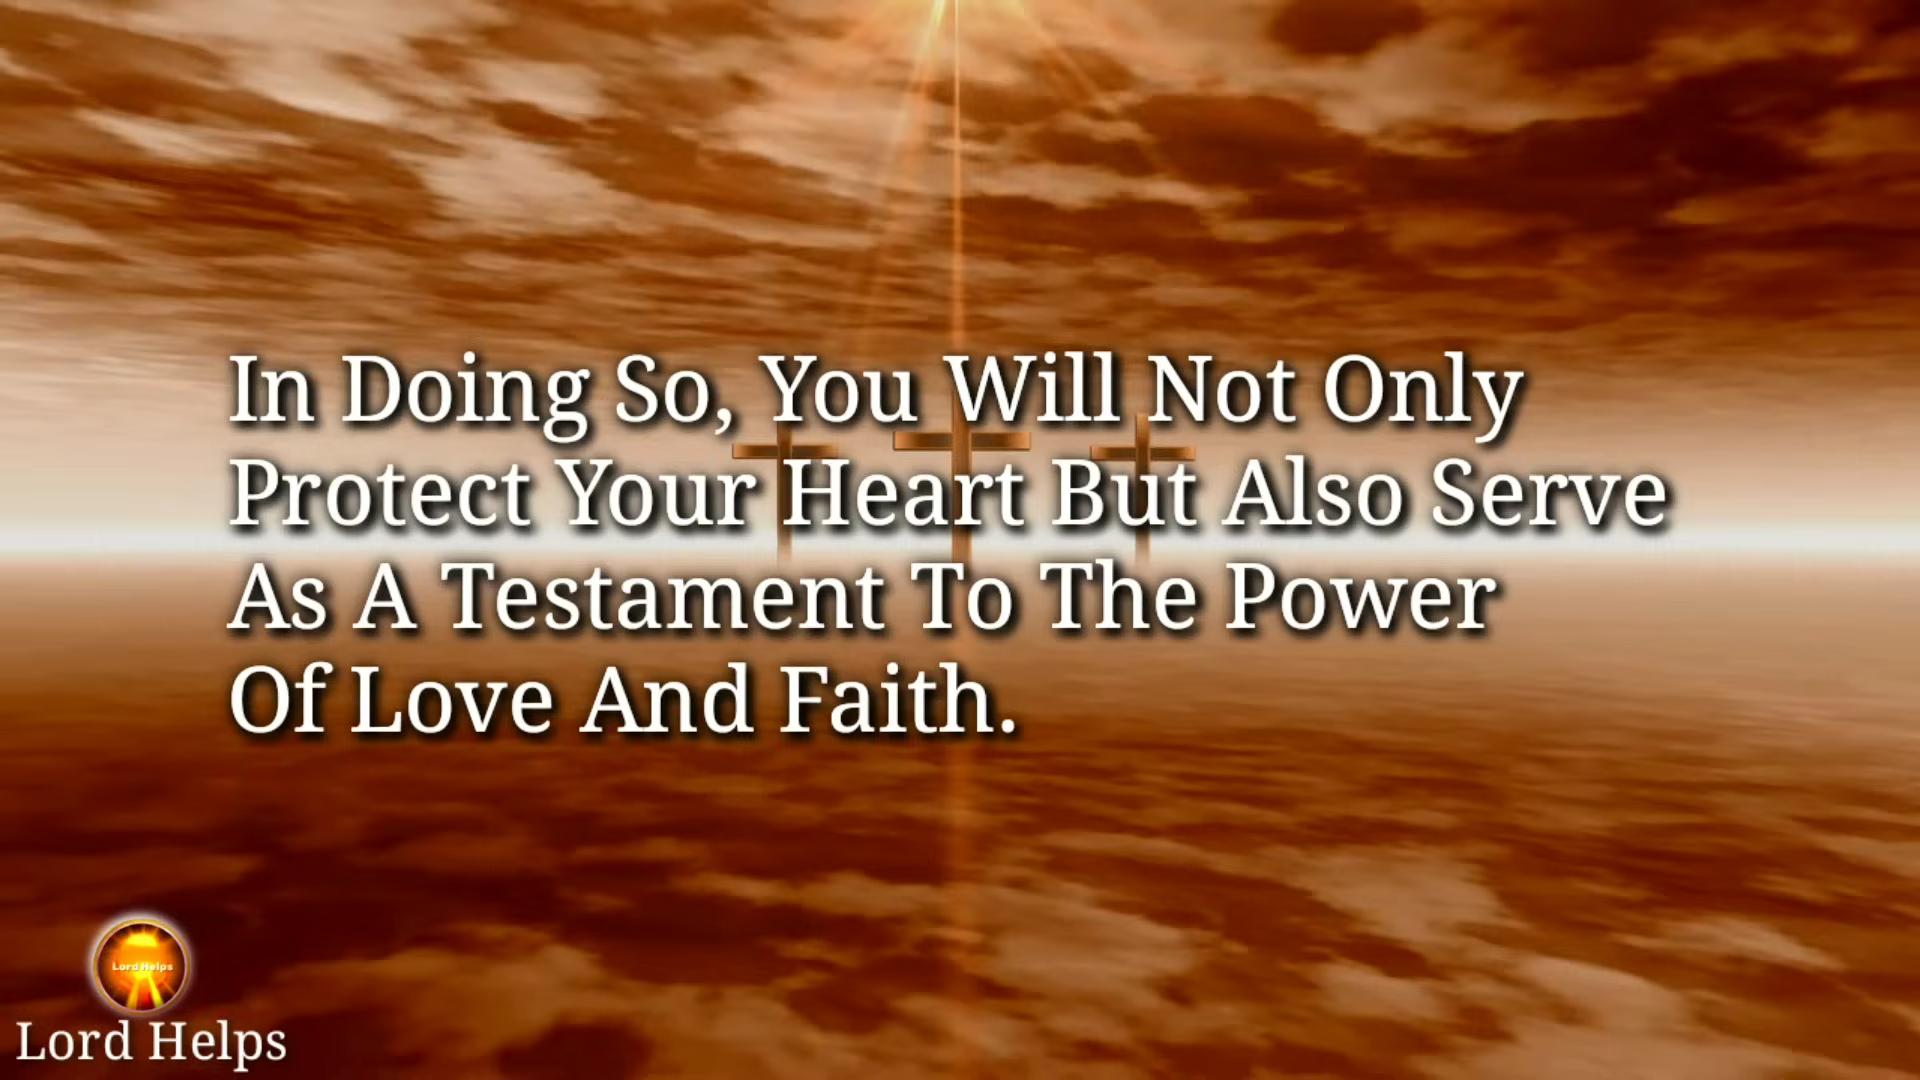 In Doing So, You Will Not Only
Protect Your Heart But Also Serve
As A Testament To The Power
Of Love And Faith.
Lord Helps
Lord Helps